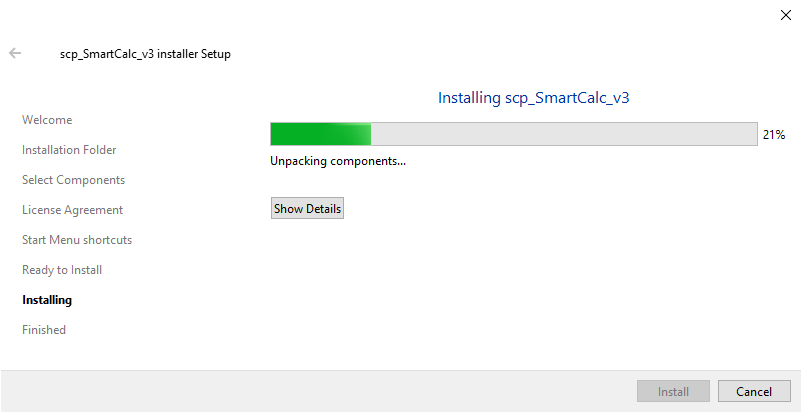 scp_SmartCalc_v3 installer Setup
Welcome
Installation Folder
Select Components
License Agreement
Start Menu shortcuts
Ready to Install
Installing
Finished
Installing scp_SmartCalc_v3
21%
Unpacking components...
Show Details
Install
Cancel